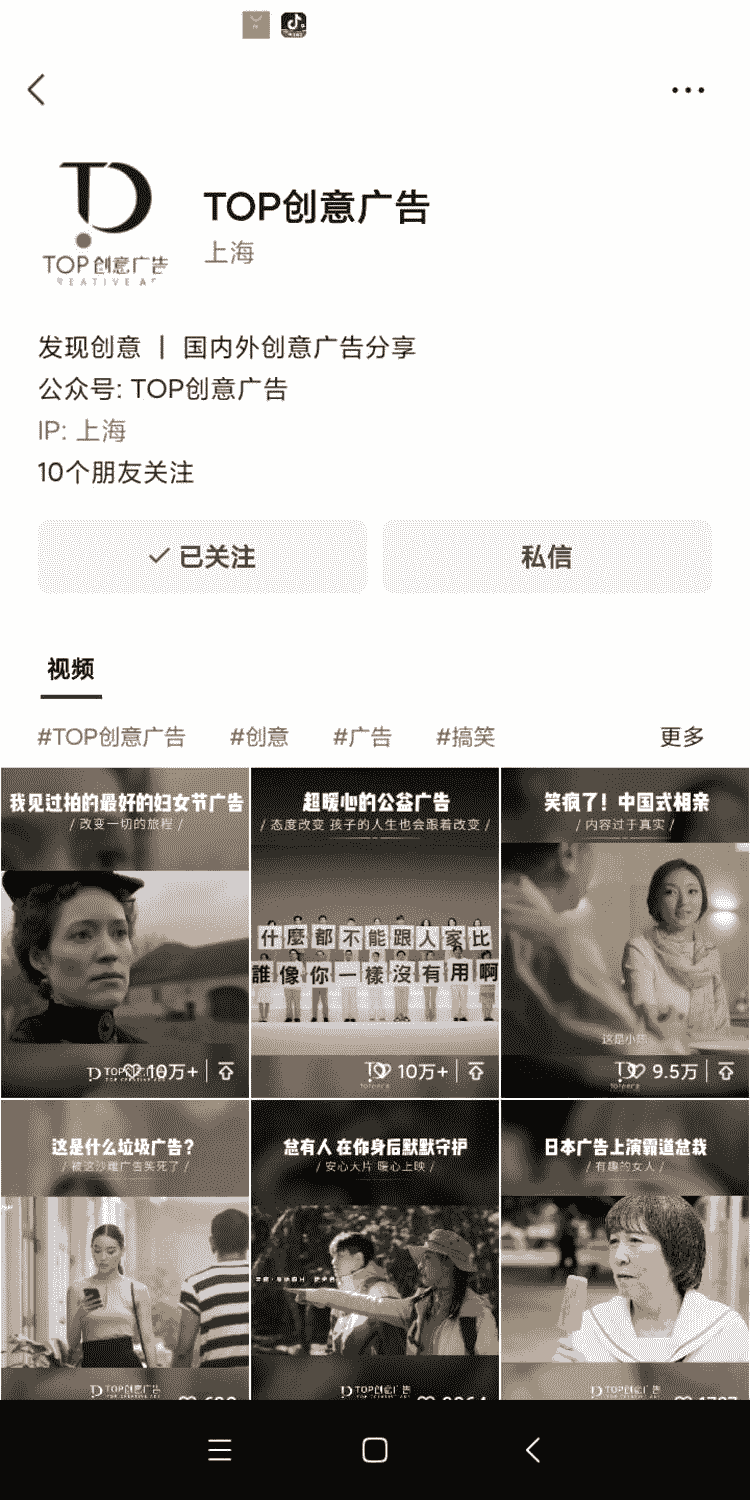 TOP创意广告
上海
TOP创意广告
发现创意 | 国内外创意广告分享
公众号: TOP创意广告
IP: 上海
10个朋友关注
已关注
私信
视频
#TOP创意广告 #创意 #广告 #搞笑 更多
我见过拍的最好的妇女节广告
/ 改变一切的旅程 /
10万+
超暖心的公益广告
/ 态度改变 孩子的人生也会跟着改变 /
什麼都不能跟人家比
誰像你一樣沒有用啊
10万+
笑疯了！中国式相亲
/ 内容过于真实 /
9.5万
这是什么垃圾广告?
/ 被这沙雕广告笑死了 /
TOP创意广告
总有人在你身后默默守护
/ 安心大片 暖心上映 /
TOP创意广告
日本广告上演霸道总裁
/ 有趣的女人 /
TOP创意广告